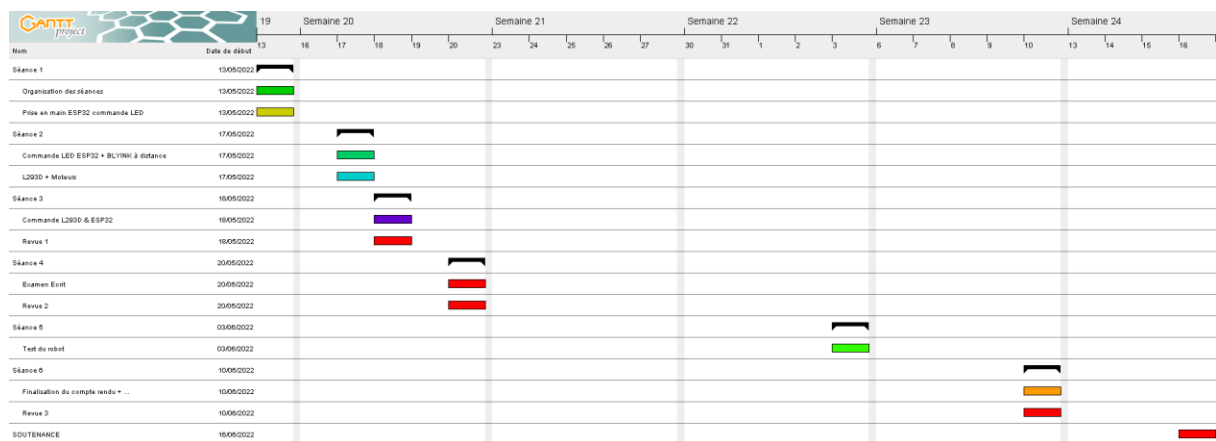 GANTT project
19 Semaine 20 Semaine 21 Semaine 22 Semaine 23 Semaine 24
Nom Date de début 13 16 17 18 19 20 23 24 25 26 27 30 31 1 2 3 6 7 8 9 10 13 14 15 16
Séance 1 13/05/2022
Organisation des séances 13/05/2022
Prise en main ESP32 commande LED 13/05/2022
Séance 2 17/05/2022
Commande LED ESP32 + BLYINK à distance 17/05/2022
L293D + Moteurs 17/05/2022
Séance 3 18/05/2022
Commande L293D & ESP32 18/05/2022
Revue 1 18/05/2022
Séance 4 20/05/2022
Examen Ecrit 20/05/2022
Revue 2 20/05/2022
Séance 5 03/06/2022
Test du robot 03/06/2022
Séance 6 10/06/2022
Finalisation du compte rendu + ... 10/06/2022
Revue 3 10/06/2022
SOUTENANCE 16/06/2022